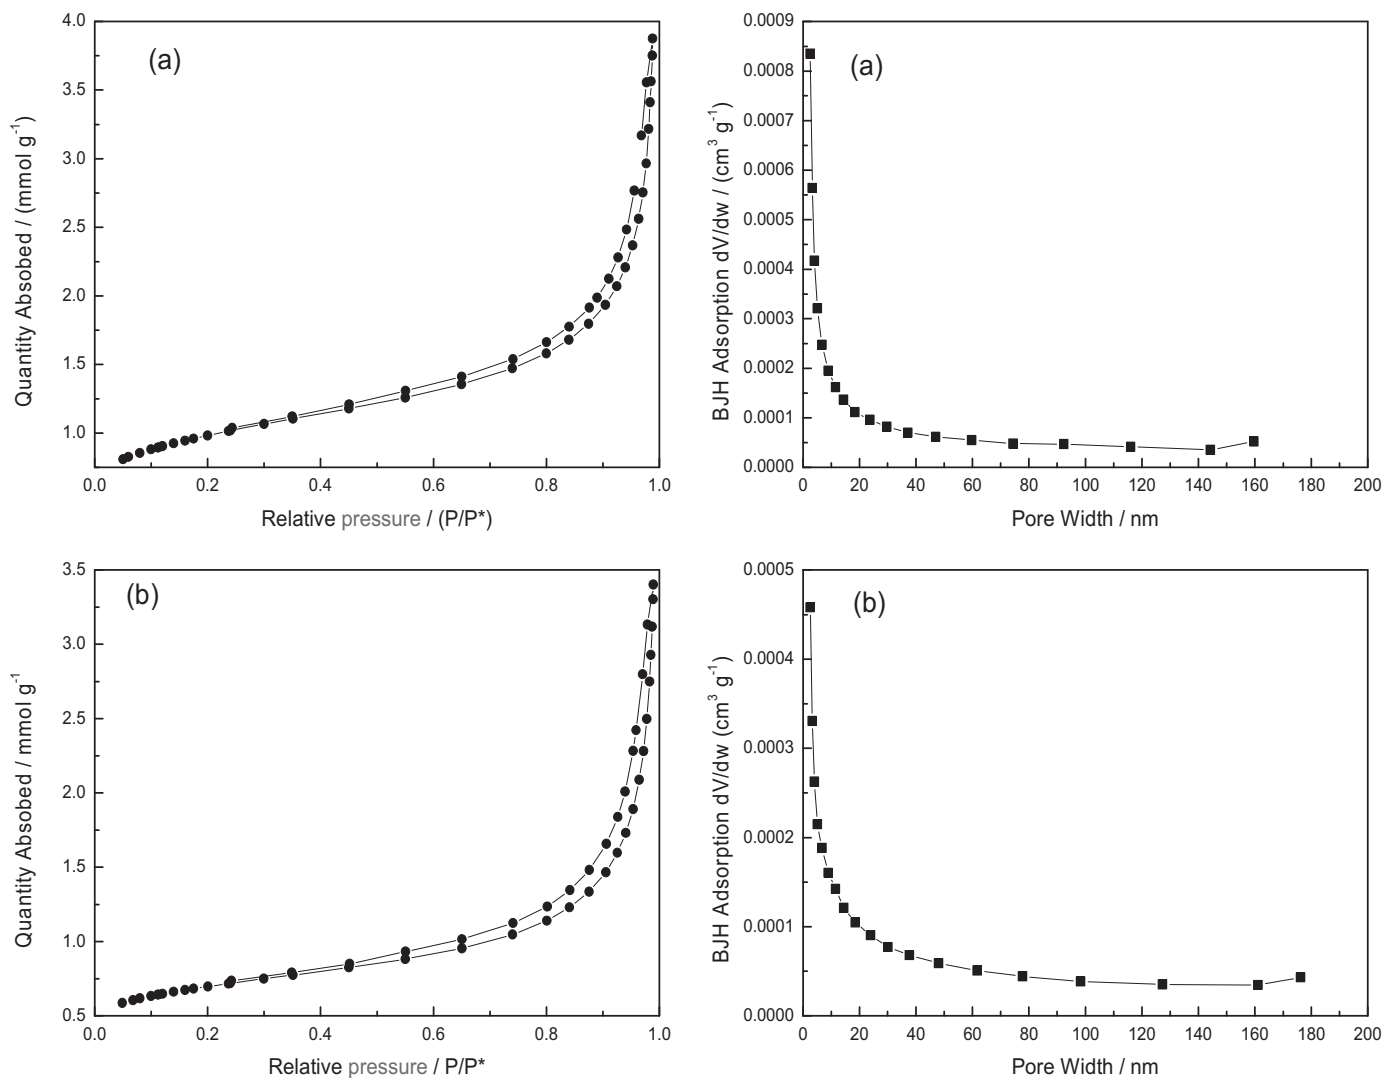 4.0
3.5
3.0
2.5
2.0
1.5
1.0
Quantity Absobed / (mmol g⁻¹)
(a)
0.0 0.2 0.4 0.6 0.8 1.0
Relative pressure / (P/P*)
0.0009
0.0008
0.0007
0.0006
0.0005
0.0004
0.0003
0.0002
0.0001
0.0000
BJH Adsorption dV/dw / (cm³ g⁻¹)
(a)
0 20 40 60 80 100 120 140 160 180 200
Pore Width / nm
3.5
3.0
2.5
2.0
1.5
1.0
0.5
Quantity Absobed / mmol g⁻¹
(b)
0.0 0.2 0.4 0.6 0.8 1.0
Relative pressure / P/P*
0.0005
0.0004
0.0003
0.0002
0.0001
0.0000
BJH Adsorption dV/dw (cm³ g⁻¹)
(b)
0 20 40 60 80 100 120 140 160 180 200
Pore Width / nm